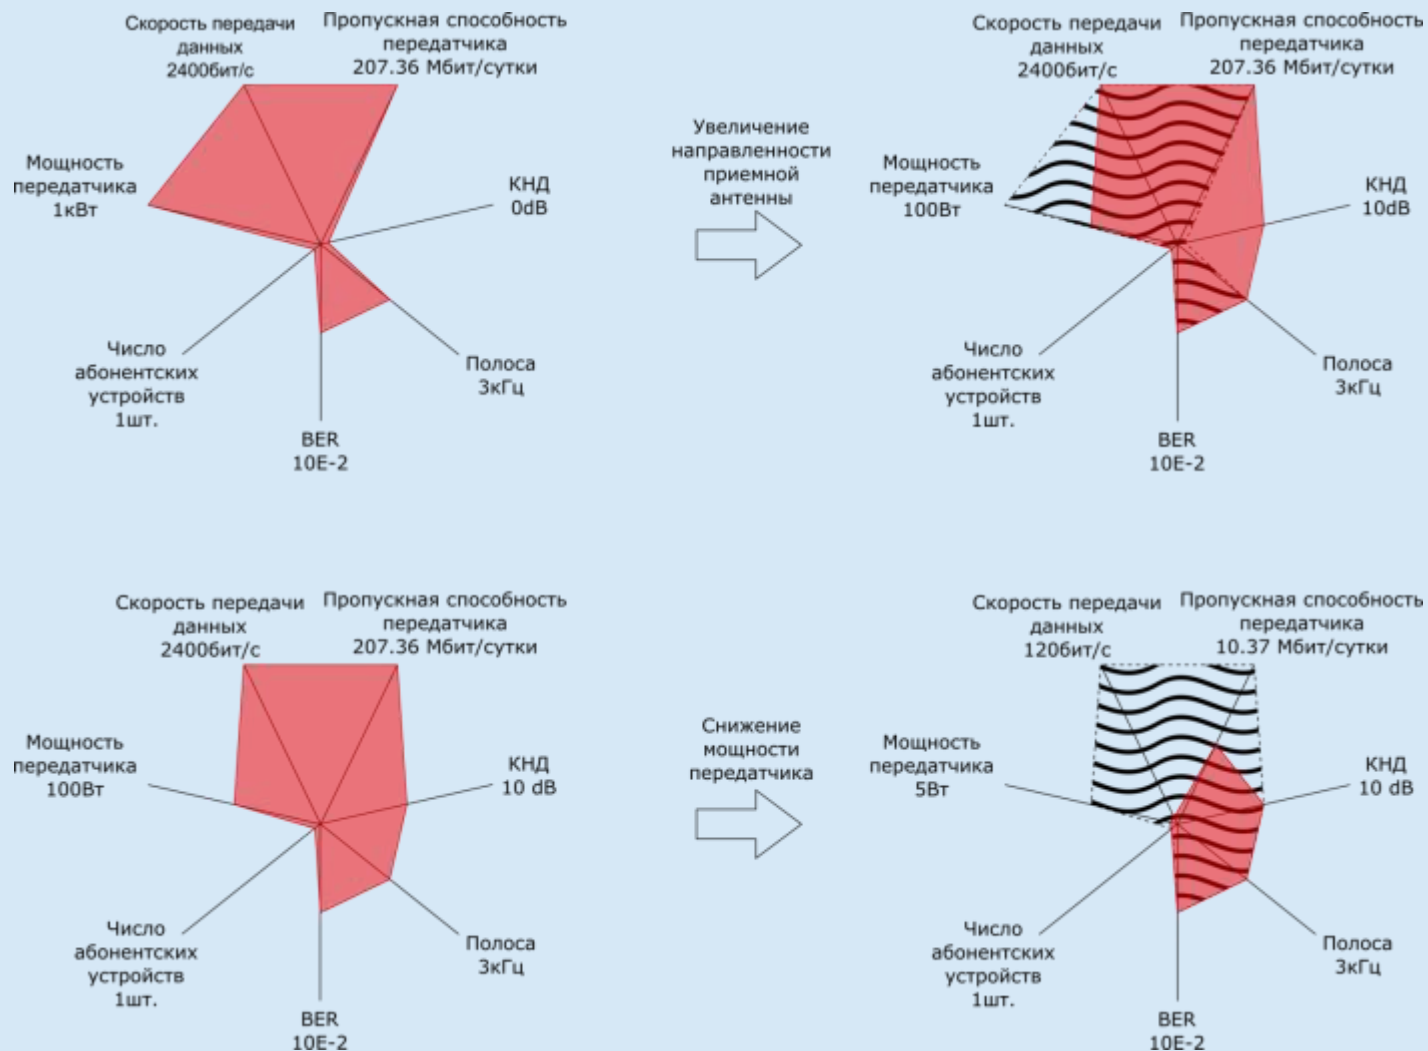 Скорость передачи
данных
2400бит/с
Пропускная способность
передатчика
207.36 Мбит/сутки
Мощность
передатчика
1кВт
КНД
0dB
Число
абонентских
устройств
1шт.
Полоса
3кГц
BER
10E-2
Увеличение
направленности
приемной
антенны
Скорость передачи
данных
2400бит/с
Пропускная способность
передатчика
207.36 Мбит/сутки
Мощность
передатчика
100Вт
КНД
10dB
Число
абонентских
устройств
1шт.
Полоса
3кГц
BER
10E-2
Скорость передачи
данных
2400бит/с
Пропускная способность
передатчика
207.36 Мбит/сутки
Мощность
передатчика
100Вт
КНД
10 dB
Число
абонентских
устройств
1шт.
Полоса
3кГц
BER
10E-2
Снижение
мощности
передатчика
Скорость передачи
данных
120бит/с
Пропускная способность
передатчика
10.37 Мбит/сутки
Мощность
передатчика
5Вт
КНД
10 dB
Число
абонентских
устройств
1шт.
Полоса
3кГц
BER
10E-2